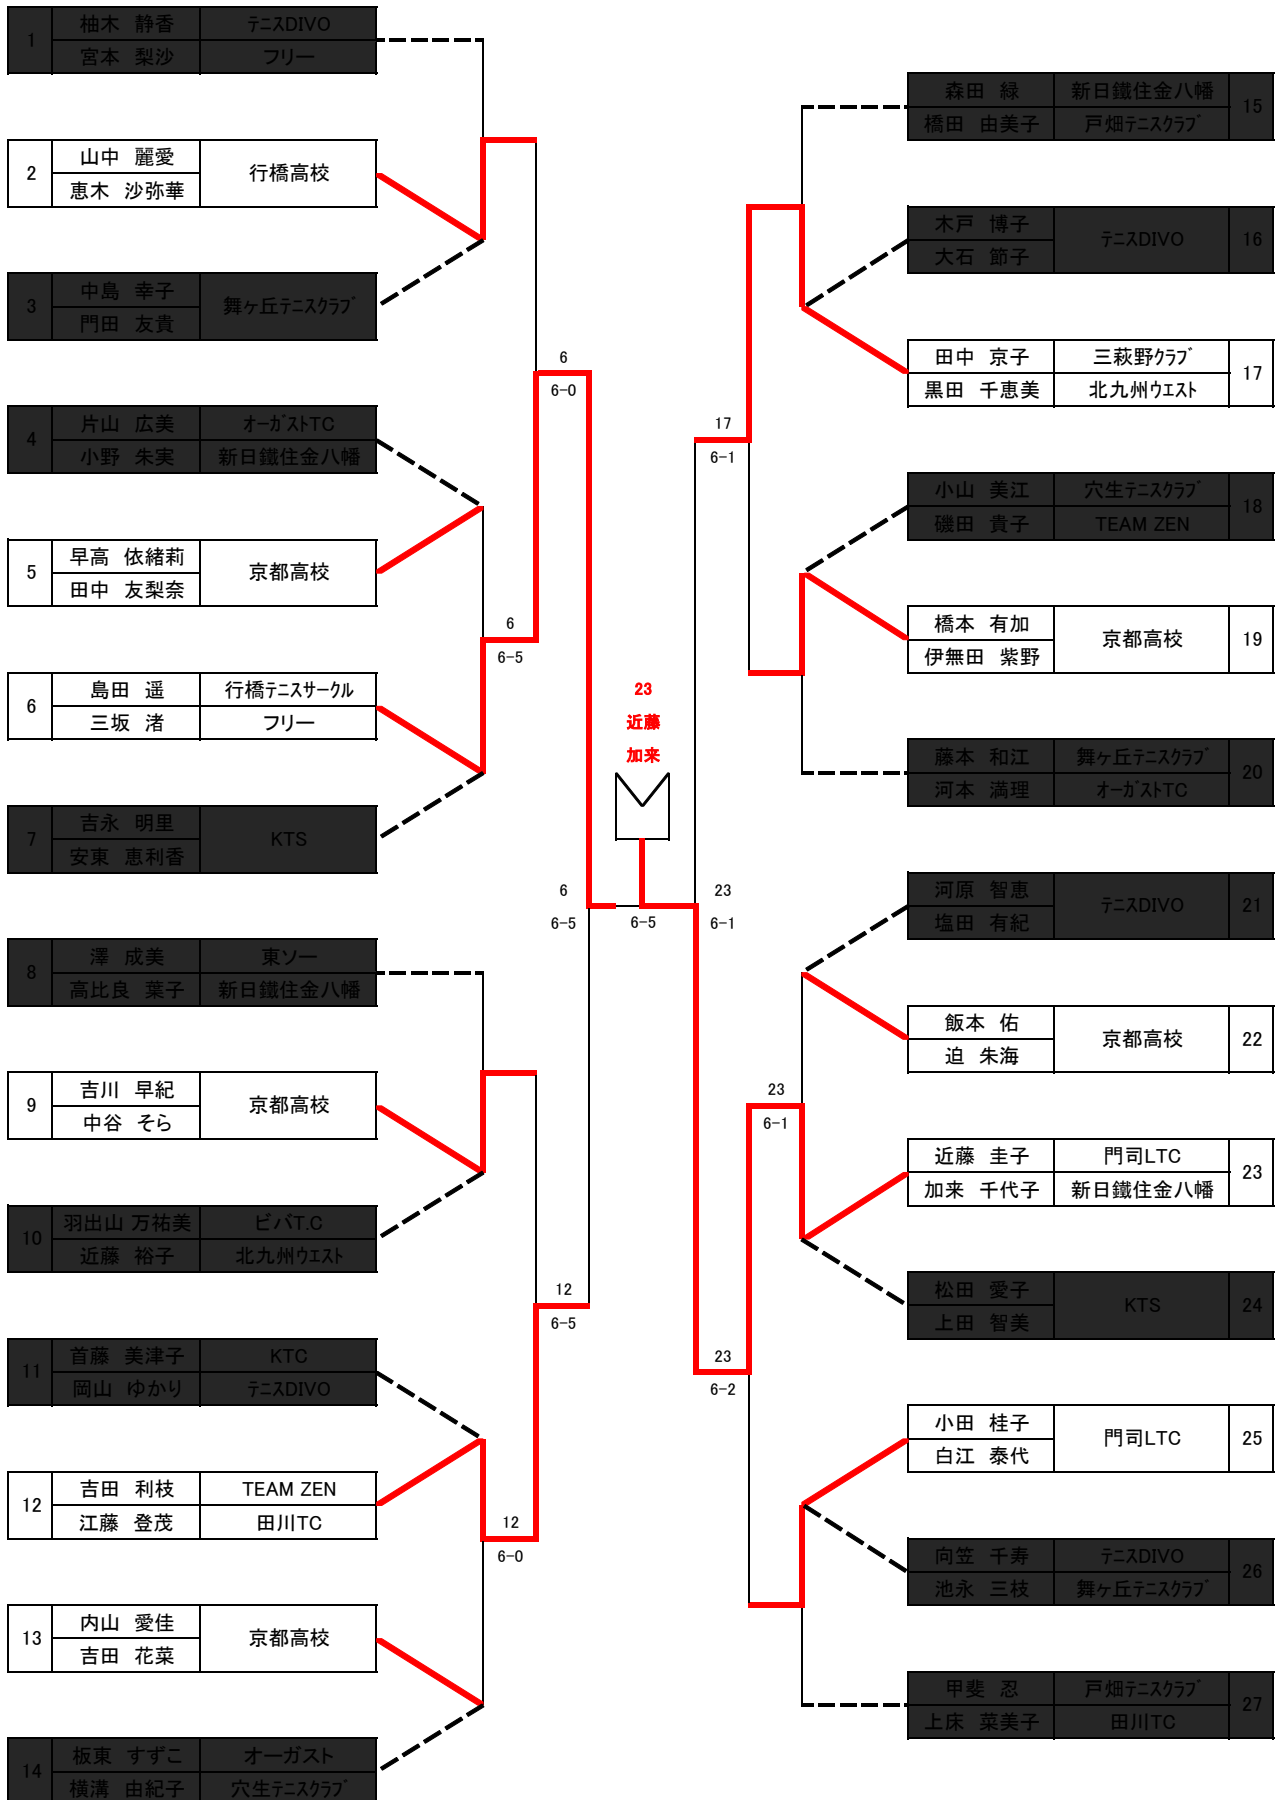 1 柚木 静香 テニスDIVO
宮本 梨沙 フリー
2 山中 麗愛 行橋高校
恵木 沙弥華
3 中島 幸子 舞ヶ丘テニスクラブ
門田 友貴
4 片山 広美 オーガストTC
小野 朱実 新日鐵住金八幡
5 早高 依緒莉 京都高校
田中 友梨奈
6 島田 遥 行橋テニスサークル
三坂 渚 フリー
7 吉永 明里 KTS
安東 恵利香
8 澤 成美 東ソー
高比良 葉子 新日鐵住金八幡
9 吉川 早紀 京都高校
中谷 そら
10 羽出山 万祐美 ビバT.C
近藤 裕子 北九州ウエスト
11 首藤 美津子 KTC
岡山 ゆかり テニスDIVO
12 吉田 利枝 TEAM ZEN
江藤 登茂 田川TC
13 内山 愛佳 京都高校
吉田 花菜
14 板東 すずこ オーガスト
横溝 由紀子 穴生テニスクラブ
6
6-0
6
6-5
6
6-5
12
6-5
12
6-0
23
近藤
加来
6-5
17
6-1
23
6-1
23
6-1
23
6-2
森田 緑 新日鐵住金八幡 15
橋田 由美子 戸畑テニスクラブ
木戸 博子 テニスDIVO 16
大石 節子
田中 京子 三萩野クラブ 17
黒田 千恵美 北九州ウエスト
小山 美江 穴生テニスクラブ 18
磯田 貴子 TEAM ZEN
橋本 有加 京都高校 19
伊無田 紫野
藤本 和江 舞ヶ丘テニスクラブ 20
河本 満理 オーガストTC
河原 智恵 テニスDIVO 21
塩田 有紀
飯本 佑 京都高校 22
迫 朱海
近藤 圭子 門司LTC 23
加来 千代子 新日鐵住金八幡
松田 愛子 KTS 24
上田 智美
小田 桂子 門司LTC 25
白江 泰代
向笠 千寿 テニスDIVO 26
池永 三枝 舞ヶ丘テニスクラブ
甲斐 忍 戸畑テニスクラブ 27
上床 菜美子 田川TC